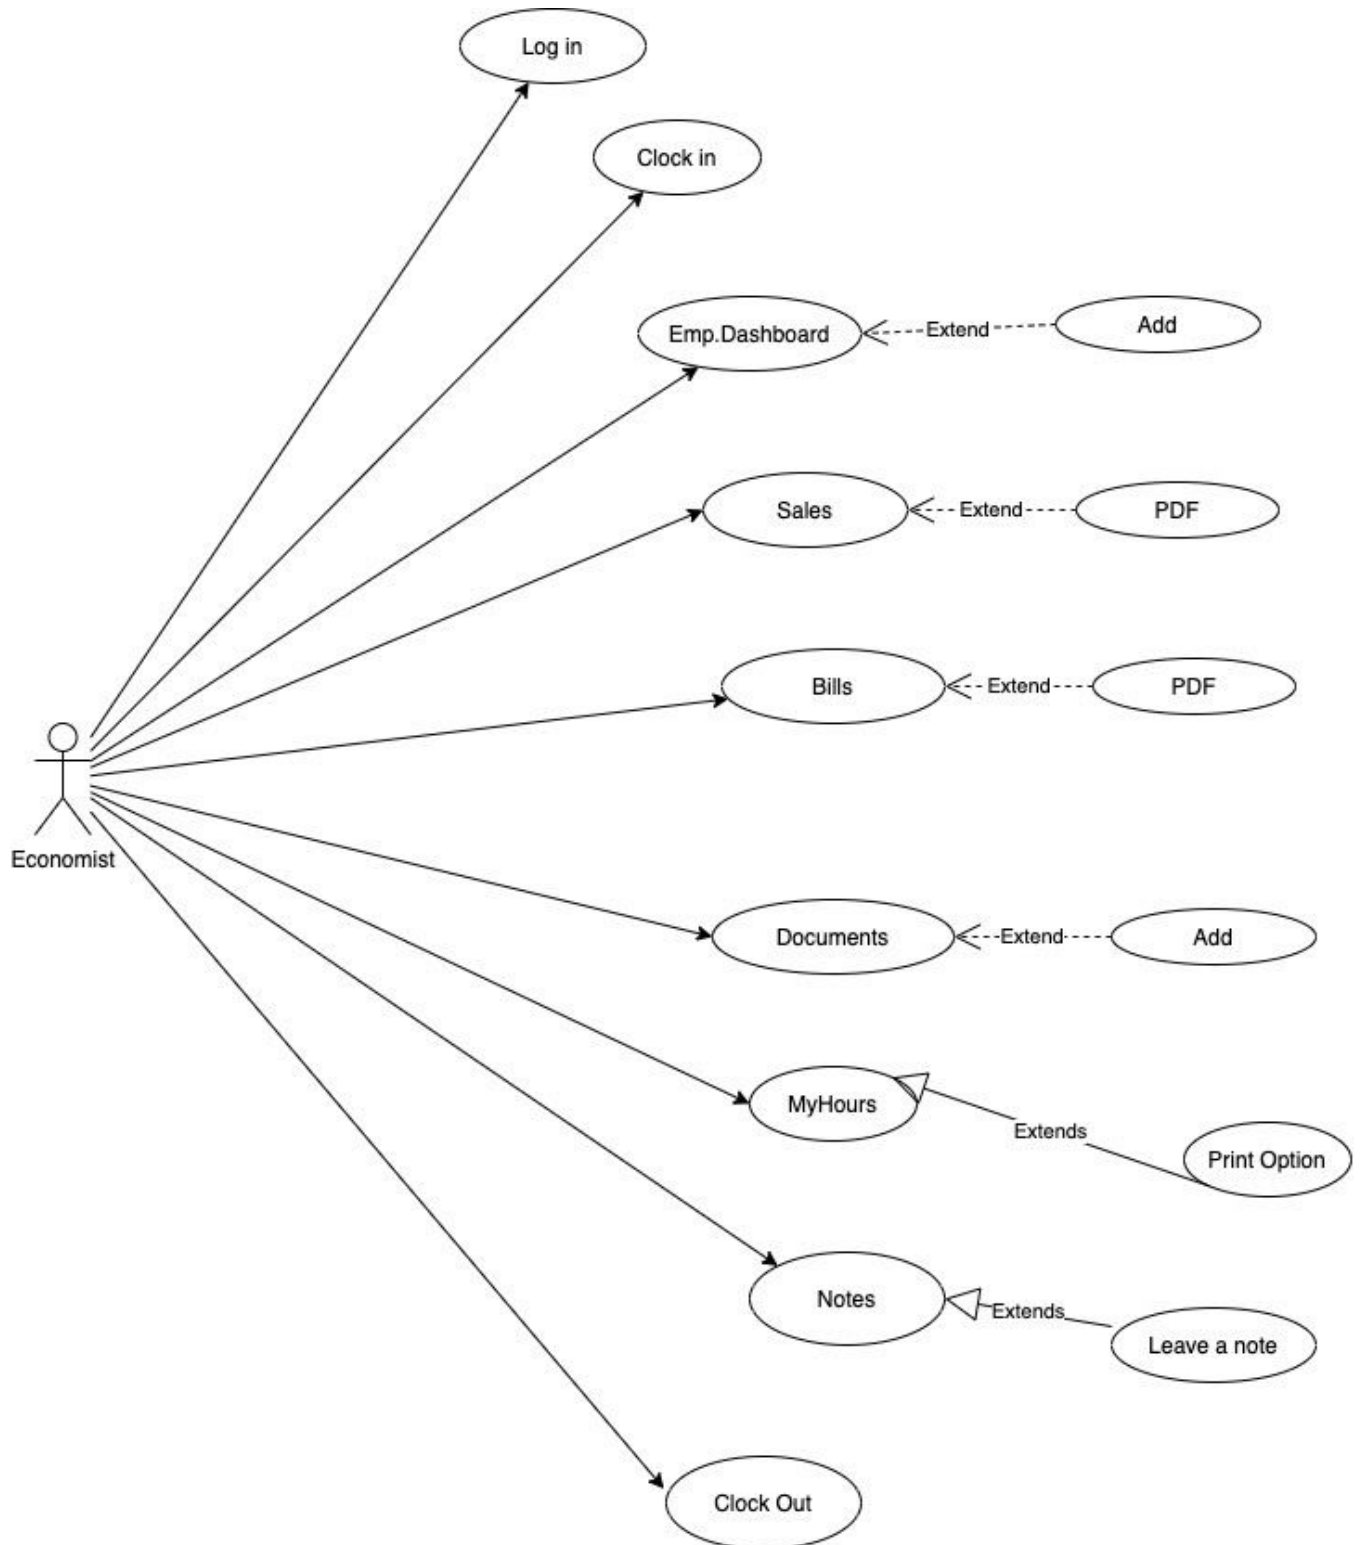 Log in
Clock in
Emp.Dashboard
Extend
Add
Sales
Extend
PDF
Bills
Extend
PDF
Economist
Documents
Extend
Add
MyHours
Extends
Print Option
Notes
Extends
Leave a note
Clock Out